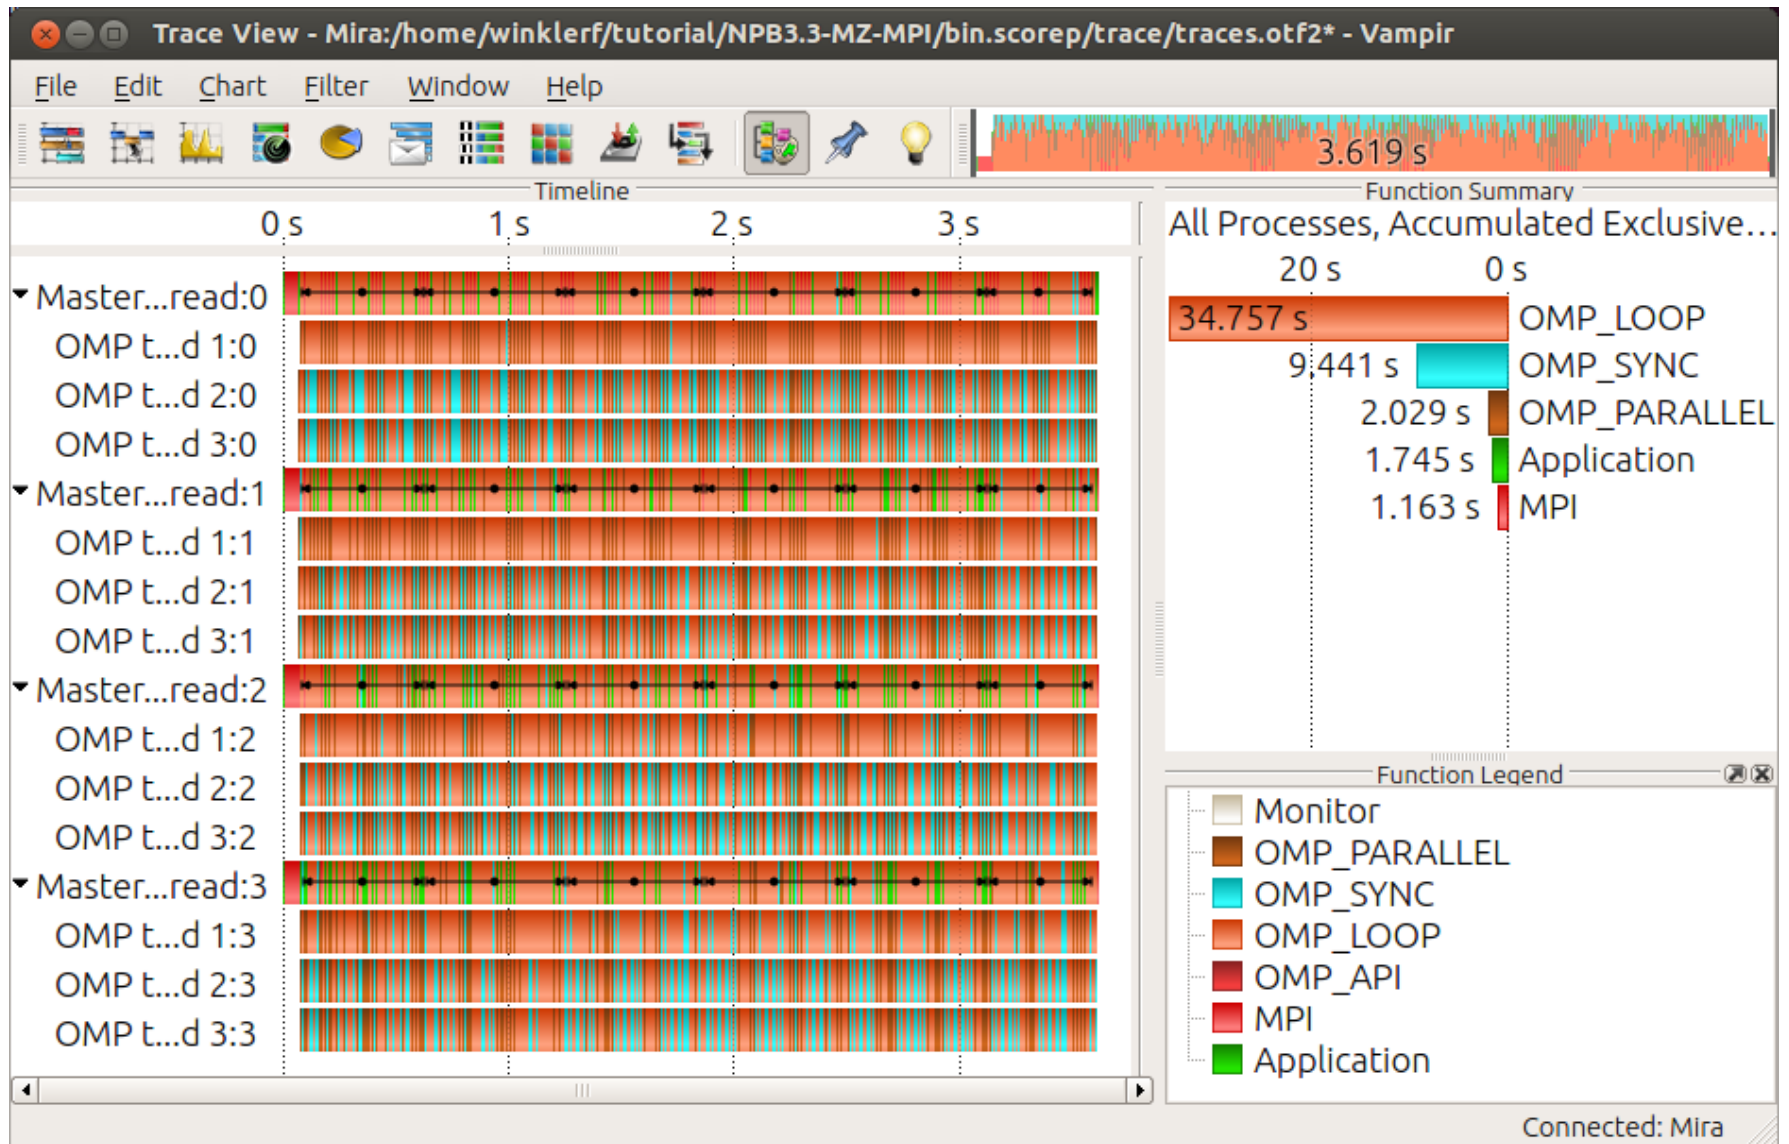 Trace View - Mira:/home/winklerf/tutorial/NPB3.3-MZ-MPI/bin.scorep/trace/traces.otf2* - Vampir
File Edit Chart Filter Window Help
3.619 s
Timeline
0 s 1 s 2 s 3 s
Master...read:0
OMP t...d 1:0
OMP t...d 2:0
OMP t...d 3:0
Master...read:1
OMP t...d 1:1
OMP t...d 2:1
OMP t...d 3:1
Master...read:2
OMP t...d 1:2
OMP t...d 2:2
OMP t...d 3:2
Master...read:3
OMP t...d 1:3
OMP t...d 2:3
OMP t...d 3:3
Function Summary
All Processes, Accumulated Exclusive...
20 s 0 s
34.757 s OMP_LOOP
9.441 s OMP_SYNC
2.029 s OMP_PARALLEL
1.745 s Application
1.163 s MPI
Function Legend
Monitor
OMP_PARALLEL
OMP_SYNC
OMP_LOOP
OMP_API
MPI
Application
Connected: Mira